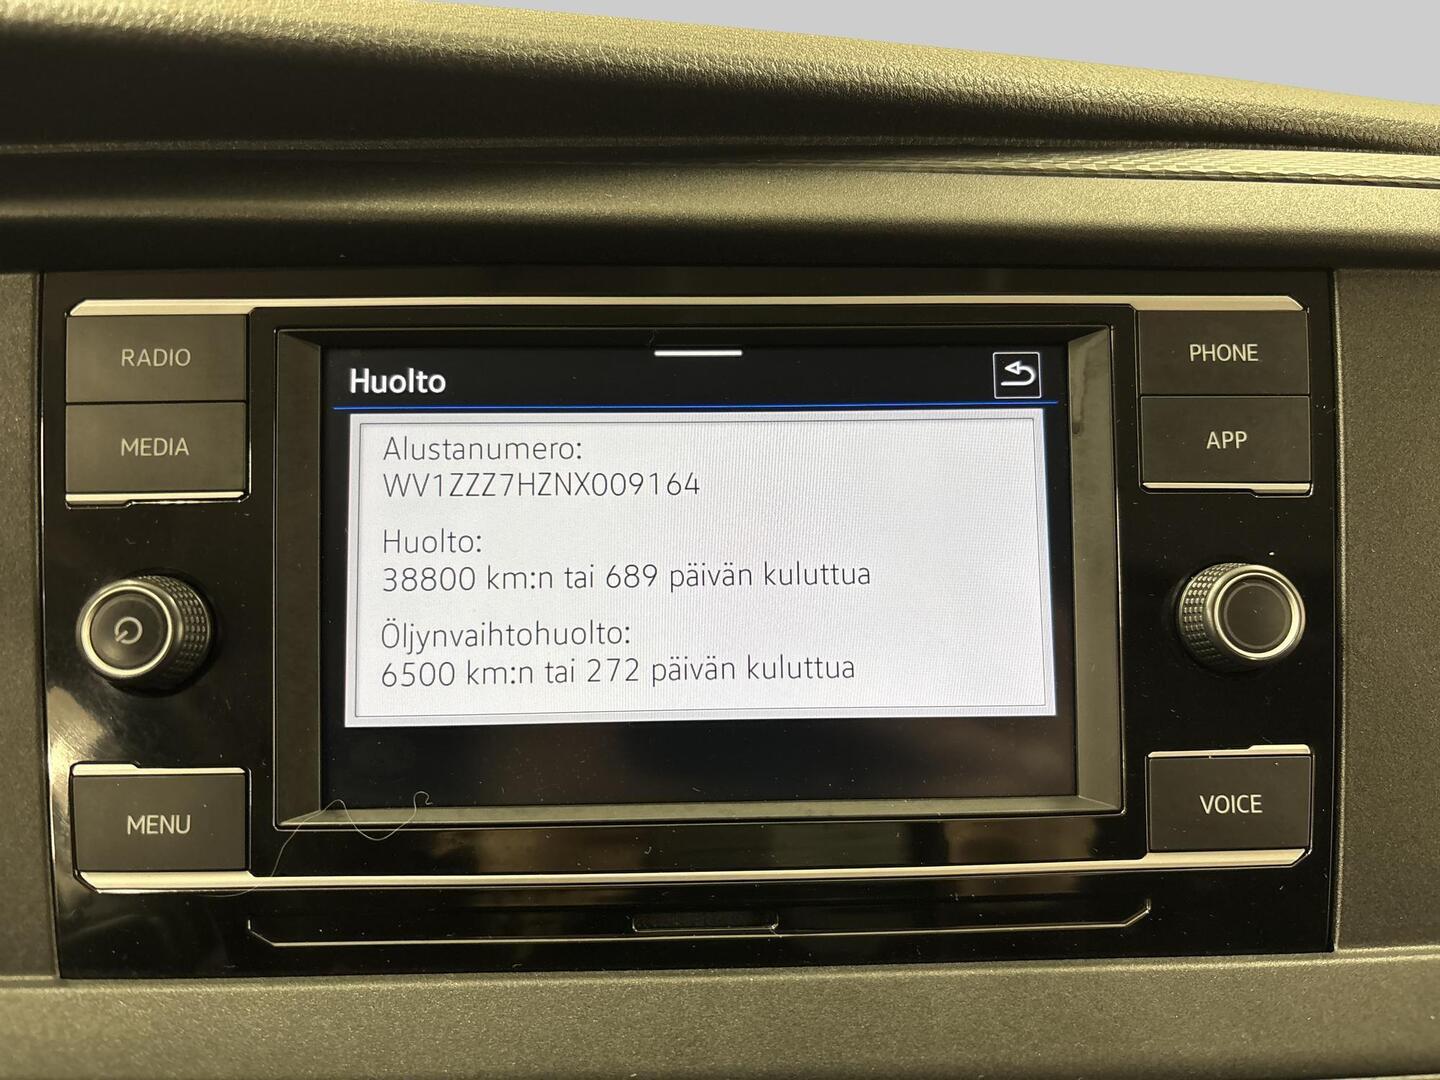 RADIO
MEDIA
MENU
Huolto
Alustanumero:
WV1ZZZ7HZNX009164
Huolto:
38800 km:n tai 689 päivän kuluttua
Öljynvaihtohuolto:
6500 km:n tai 272 päivän kuluttua
PHONE
APP
VOICE